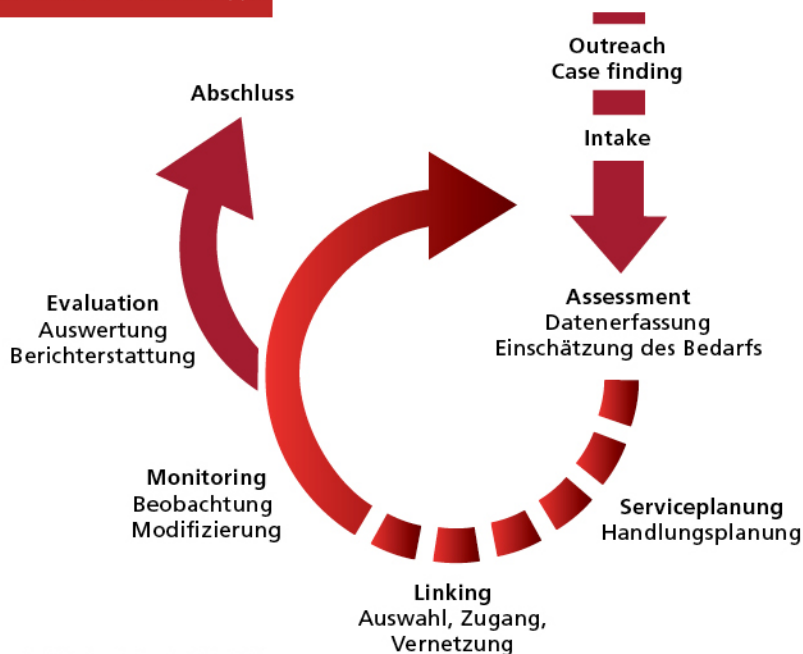 Outreach
Case finding
Abschluss
Intake
Assessment
Datenerfassung
Einschätzung des Bedarfs
Evaluation
Auswertung
Berichterstattung
Monitoring
Beobachtung
Modifizierung
Serviceplanung
Handlungsplanung
Linking
Auswahl, Zugang,
Vernetzung